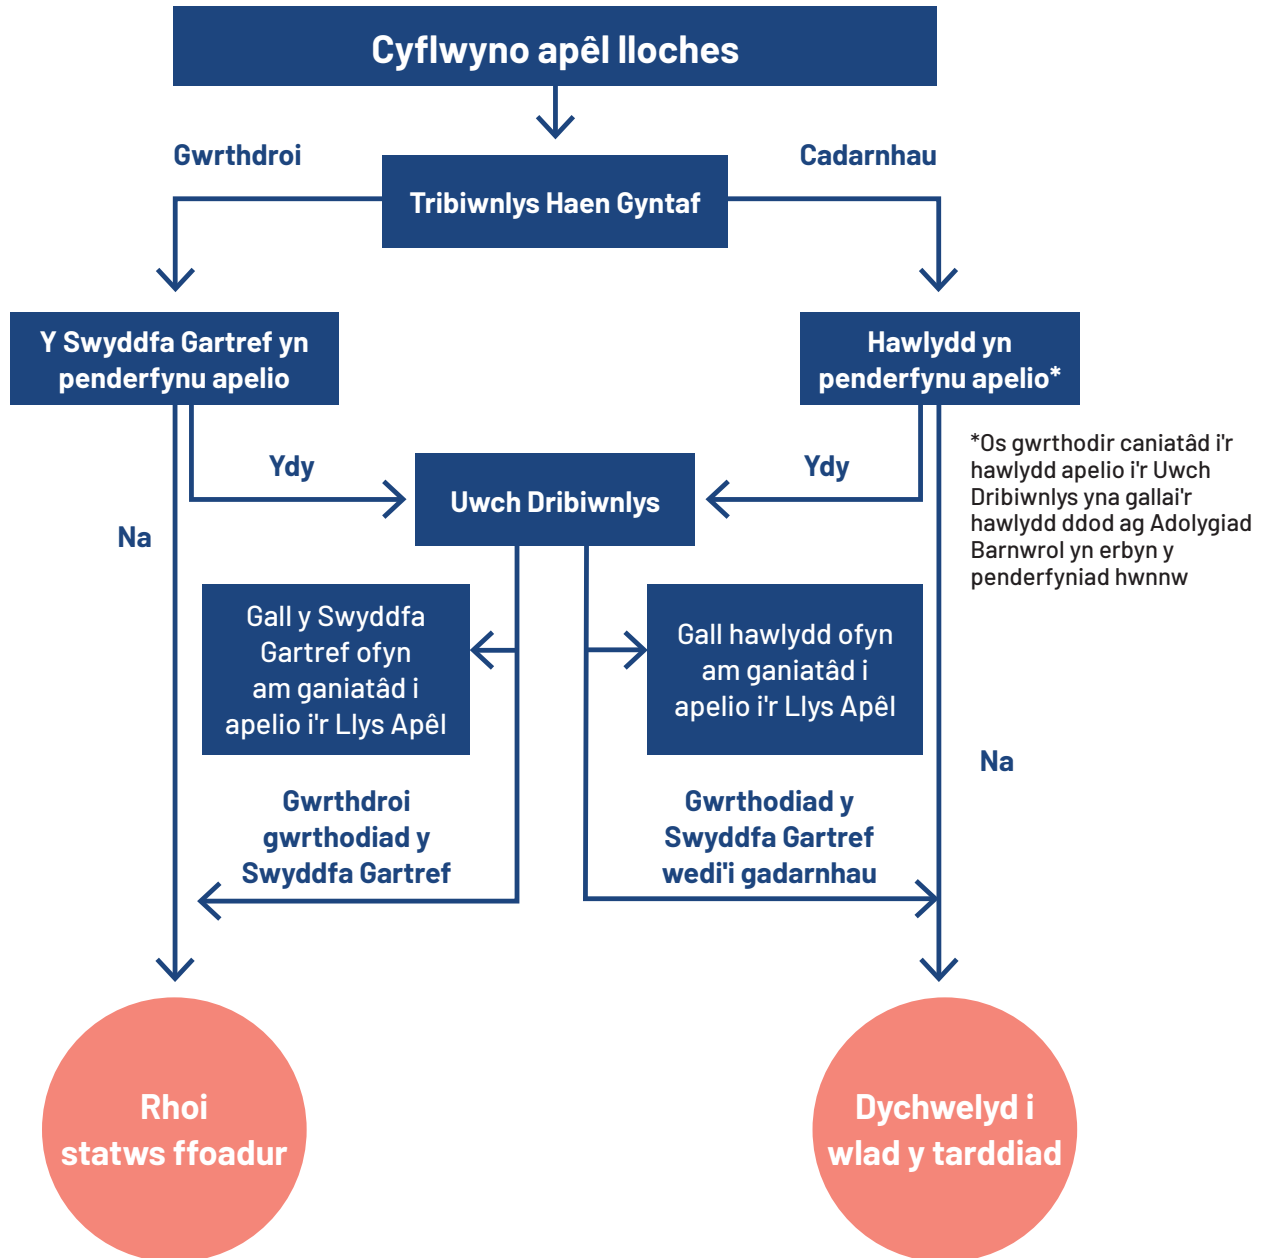 Cyflwyno apêl lloches
Gwrthdroi
Cadarnhau
Tribiwnlys Haen Gyntaf
Y Swyddfa Gartref yn
penderfynu apelio
Hawlydd yn
penderfynu apelio*
*Os gwrthodir caniatâd i'r
hawlydd apelio i'r Uwch
Dribiwnlys yna gallai'r
hawlydd ddod ag Adolygiad
Barnwrol yn erbyn y
penderfyniad hwnnw
Ydy
Uwch Dribiwnlys
Ydy
Na
Gall y Swyddfa
Gartref ofyn
am ganiatâd i
apelio i'r Llys Apêl
Gall hawlydd ofyn
am ganiatâd i
apelio i'r Llys Apêl
Na
Gwrthdroi
gwrthodiad y
Swyddfa Gartref
Gwrthodiad y
Swyddfa Gartref
wedi'i gadarnhau
Rhoi
statws ffoadur
Dychwelyd i
wlad y tarddiad